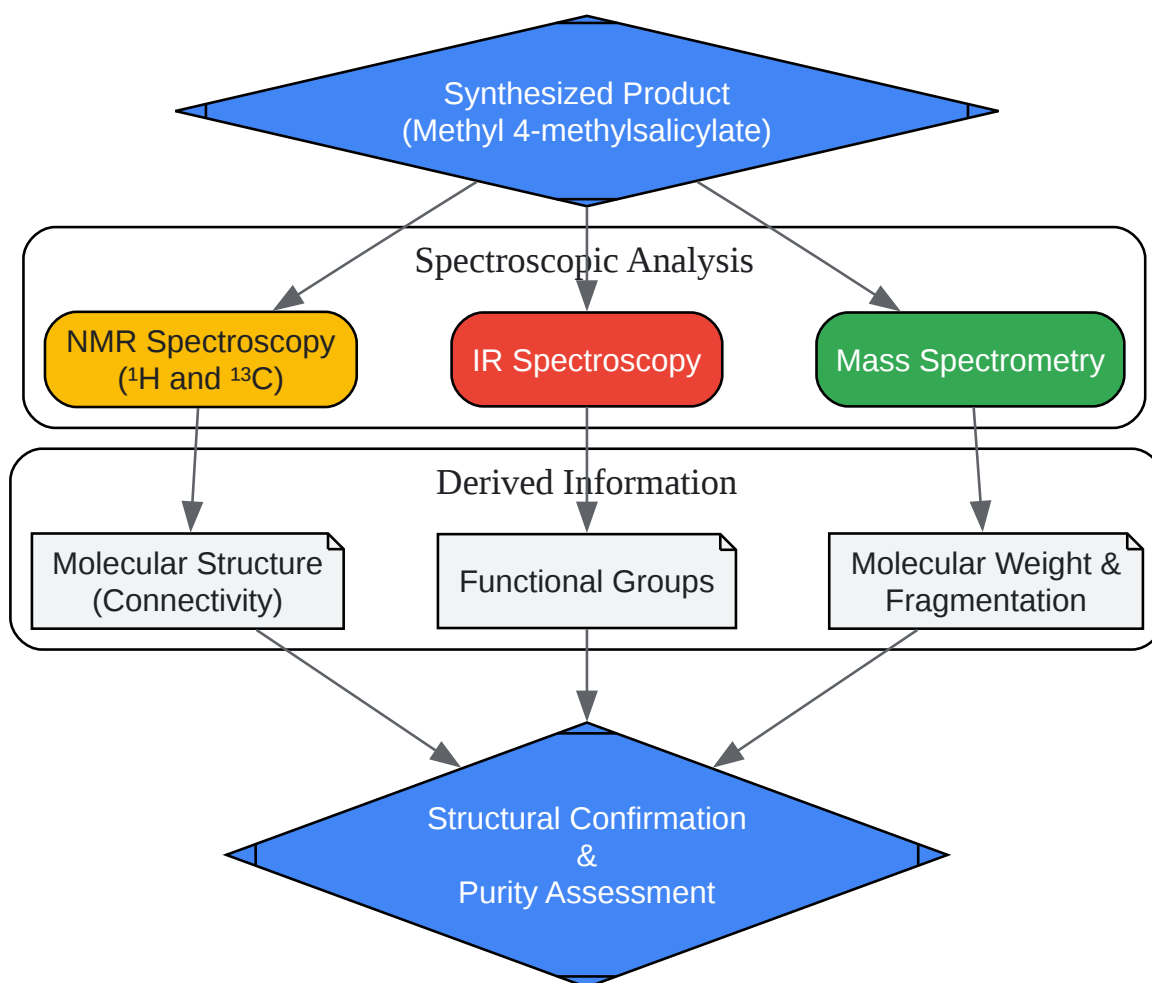 Synthesized Product
(Methyl 4-methylsalicylate)
Spectroscopic Analysis
NMR Spectroscopy
(¹H and ¹³C)
IR Spectroscopy
Mass Spectrometry
Derived Information
Molecular Structure
(Connectivity)
Functional Groups
Molecular Weight &
Fragmentation
Structural Confirmation
&
Purity Assessment